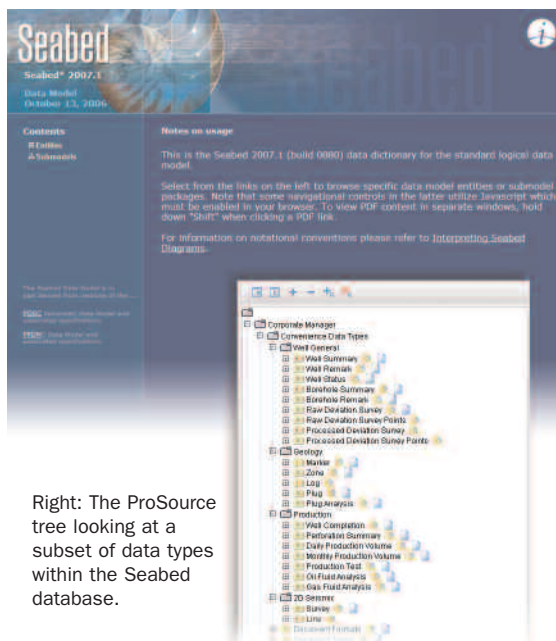 Seabed
Seabed® 2007.1
Data Model
October 13, 2006
Contents
Entities
Submodels
Notes on usage
This is the Seabed 2007.1 (build 0080) data dictionary for the standard logical data
model.
Select from the links on the left to browse specific data model entities or submodel
packages. Note that some navigational controls in the latter utilize Javascript which
must be enabled in your browser. To view PDF content in separate windows, hold
down "Shift" when clicking a PDF link.
For information on notational conventions please refer to Interpreting Seabed
Diagrams.
Corporate Manager
Convenience Data Types
Well General
Well Summary
Well Remark
Well Status
Borehole Summary
Borehole Remark
Raw Deviation Survey
Raw Deviation Survey Points
Processed Deviation Survey
Processed Deviation Survey Points
Geology
Marker
Zone
Log
Plug
Plug Analysis
Production
Well Completion
Perforation Summary
Daily Production Volume
Monthly Production Volume
Production Test
Oil Fluid Analysis
Gas Fluid Analysis
2D Seismic
Survey
Line
Document Formats
Right: The ProSource
tree looking at a
subset of data types
within the Seabed
database.